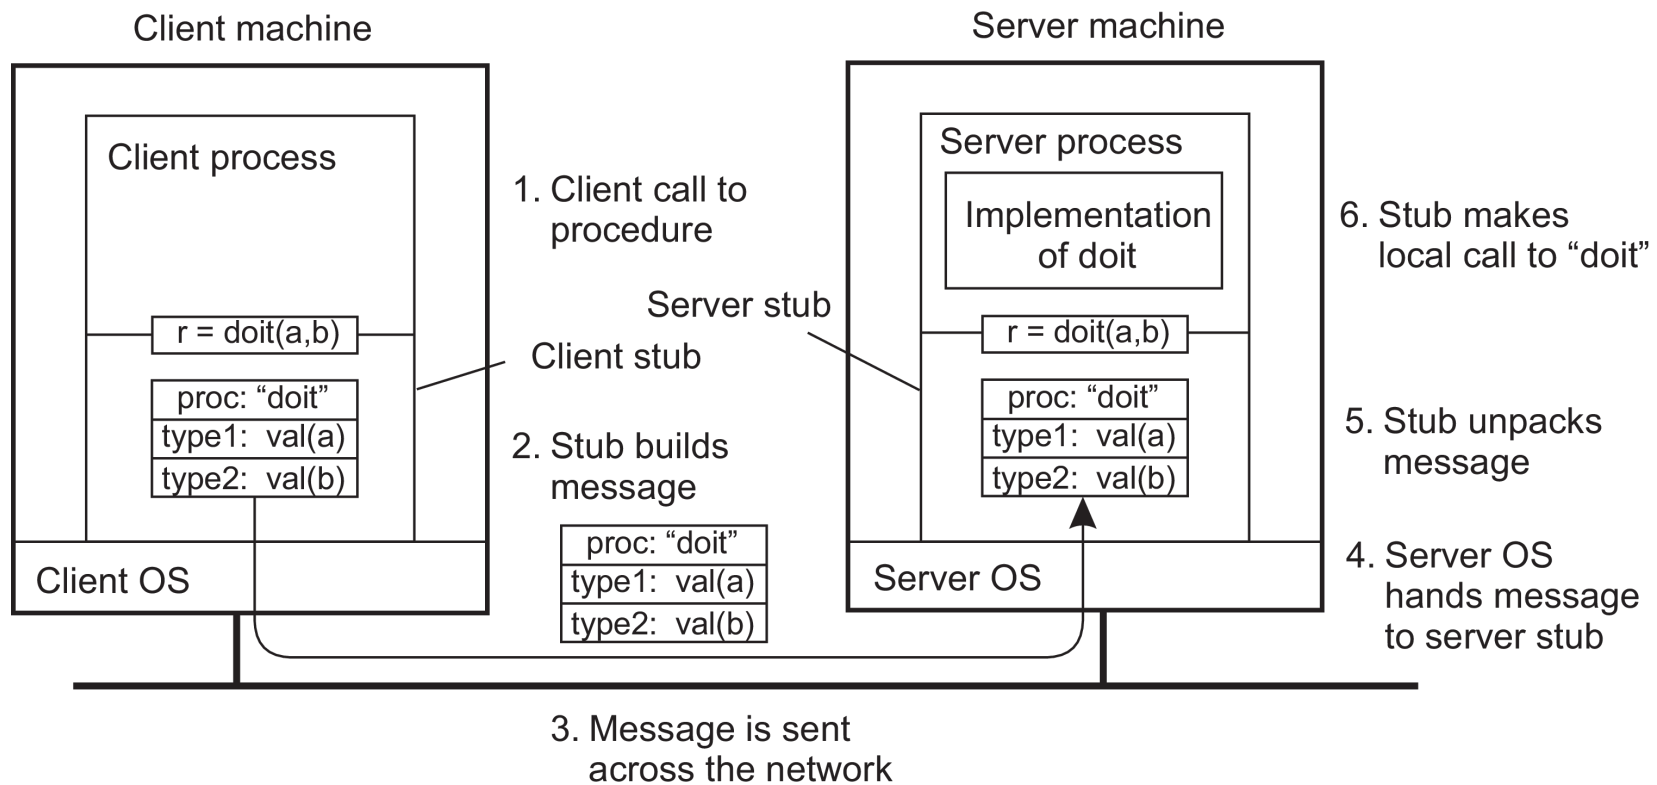 Client machine
Server machine
Client process
1. Client call to
procedure
r = doit(a,b)
Client stub
proc: “doit”
type1: val(a)
type2: val(b)
2. Stub builds
message
proc: “doit”
type1: val(a)
type2: val(b)
Client OS
3. Message is sent
across the network
Server process
Implementation
of doit
6. Stub makes
local call to “doit”
Server stub
r = doit(a,b)
proc: “doit”
type1: val(a)
type2: val(b)
5. Stub unpacks
message
Server OS
4. Server OS
hands message
to server stub